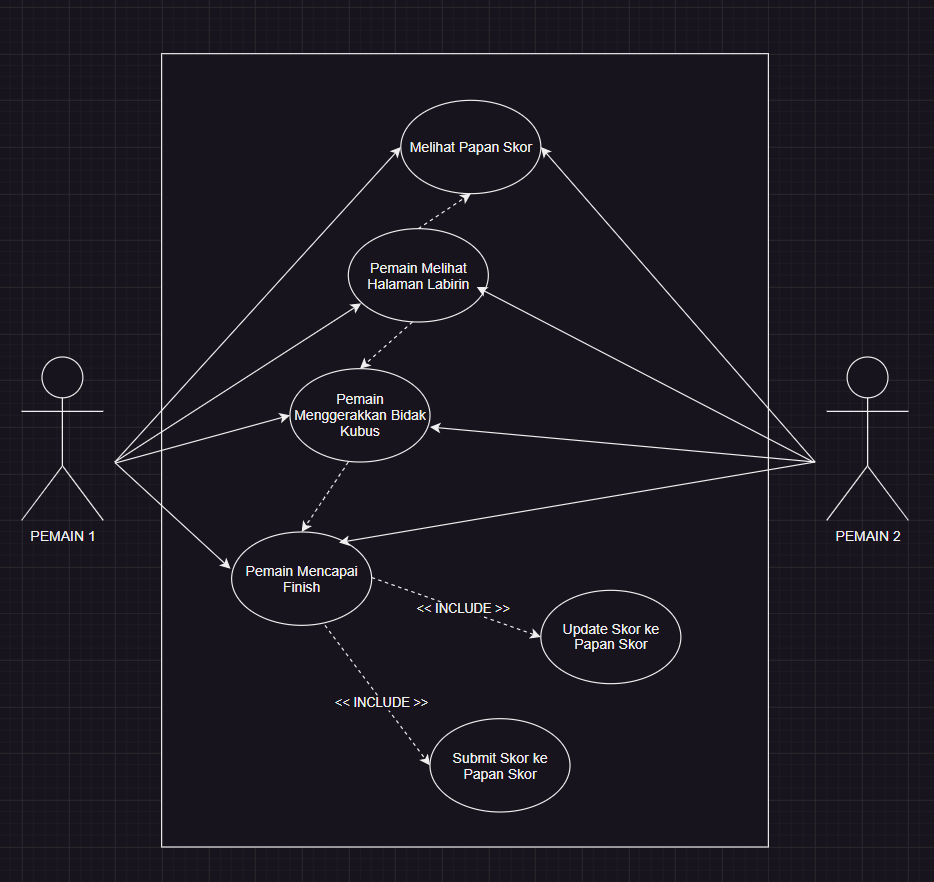 Melihat Papan Skor
Pemain Melihat
Halaman Labirin
Pemain
Menggerakkan Bidak
Kubus
PEMAIN 1
PEMAIN 2
Pemain Mencapai
Finish
<< INCLUDE >>
Update Skor ke
Papan Skor
<< INCLUDE >>
Submit Skor ke
Papan Skor